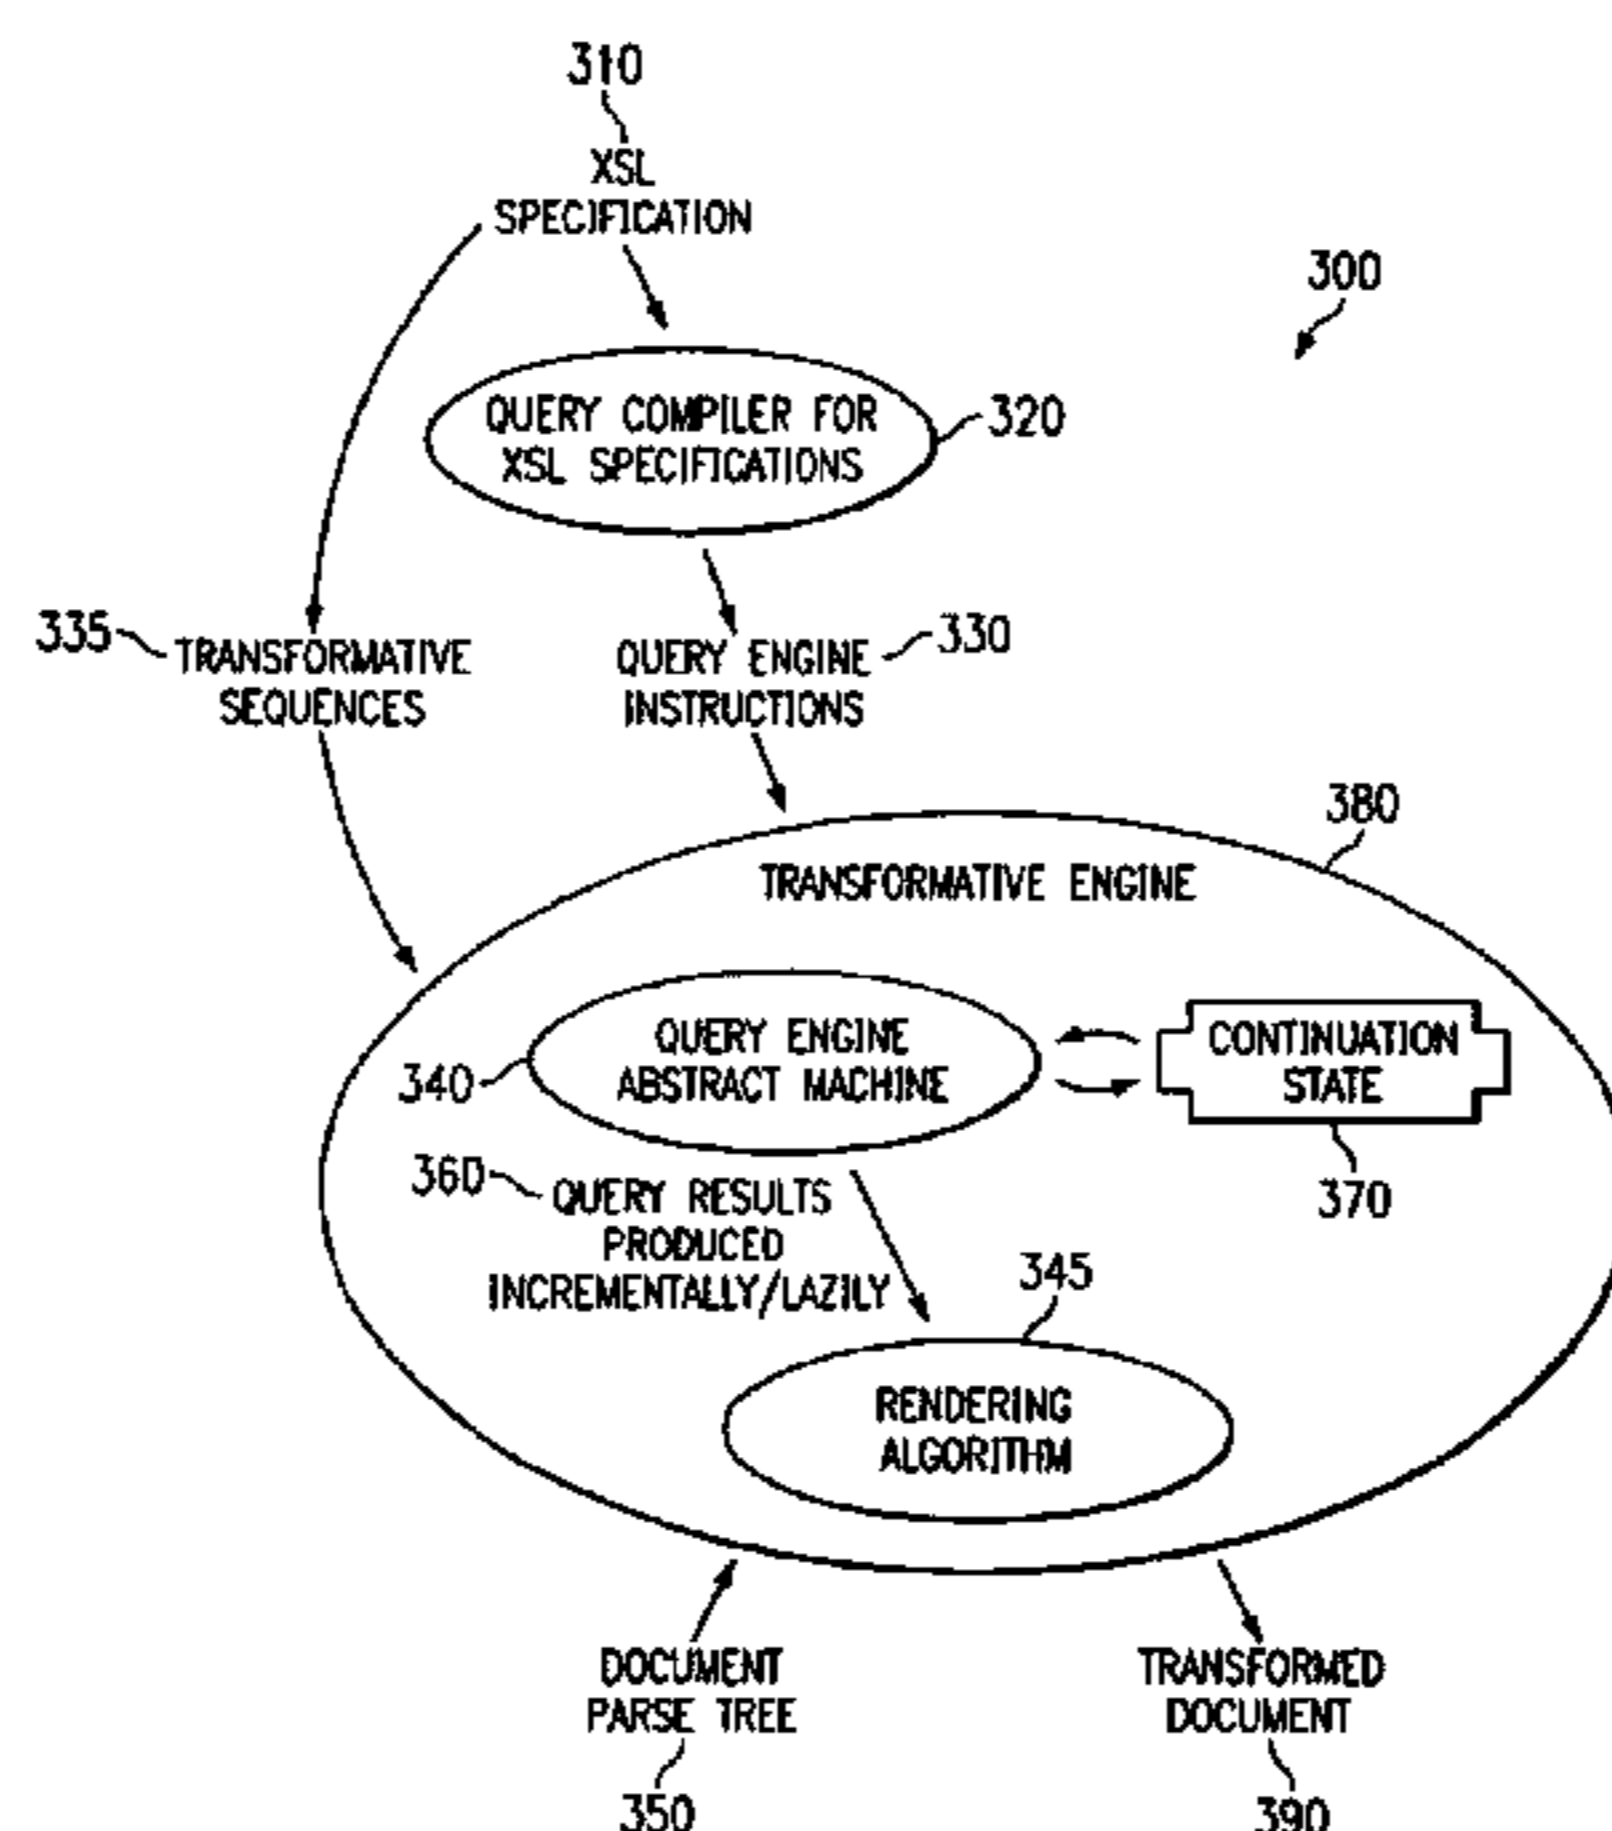 310
XSL
SPECIFICATION
300
QUERY COMPILER FOR
XSL SPECIFICATIONS
320
335
TRANSFORMATIVE
SEQUENCES
QUERY ENGINE
INSTRUCTIONS
330
380
TRANSFORMATIVE ENGINE
340
QUERY ENGINE
ABSTRACT MACHINE
CONTINUATION
STATE
370
360
QUERY RESULTS
PRODUCED
INCREMENTALLY/LAZILY
345
RENDERING
ALGORITHM
DOCUMENT
PARSE TREE
350
TRANSFORMED
DOCUMENT
390